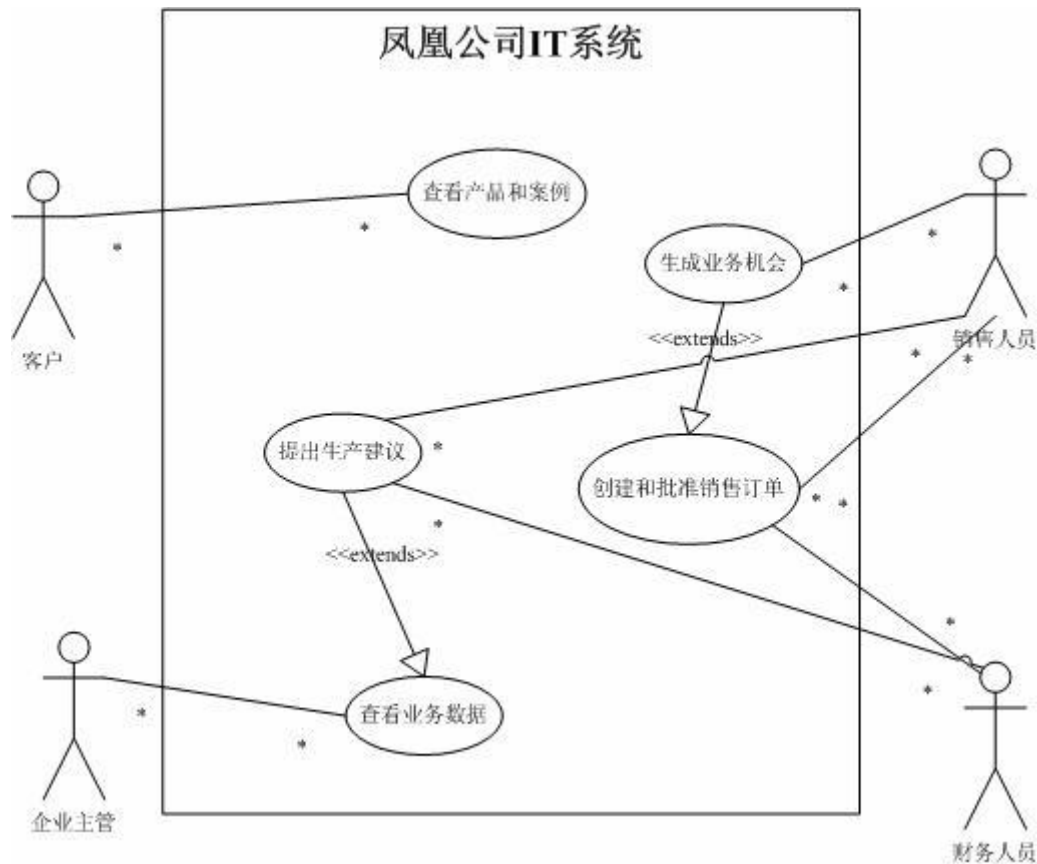 凤凰公司IT系统
查看产品和案例
*
*
生成业务机会
*
*
客户
<<extends>>
销售人员
*
*
提出生产建议
*
创建和批准销售订单
*
*
*
<<extends>>
*
*
查看业务数据
*
*
企业主管
财务人员